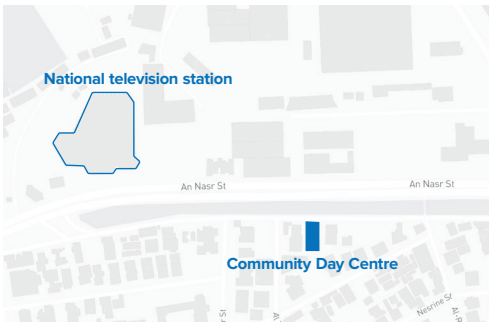 National television station
An Nasr St
An Nasr St
Community Day Centre
Nesrine St